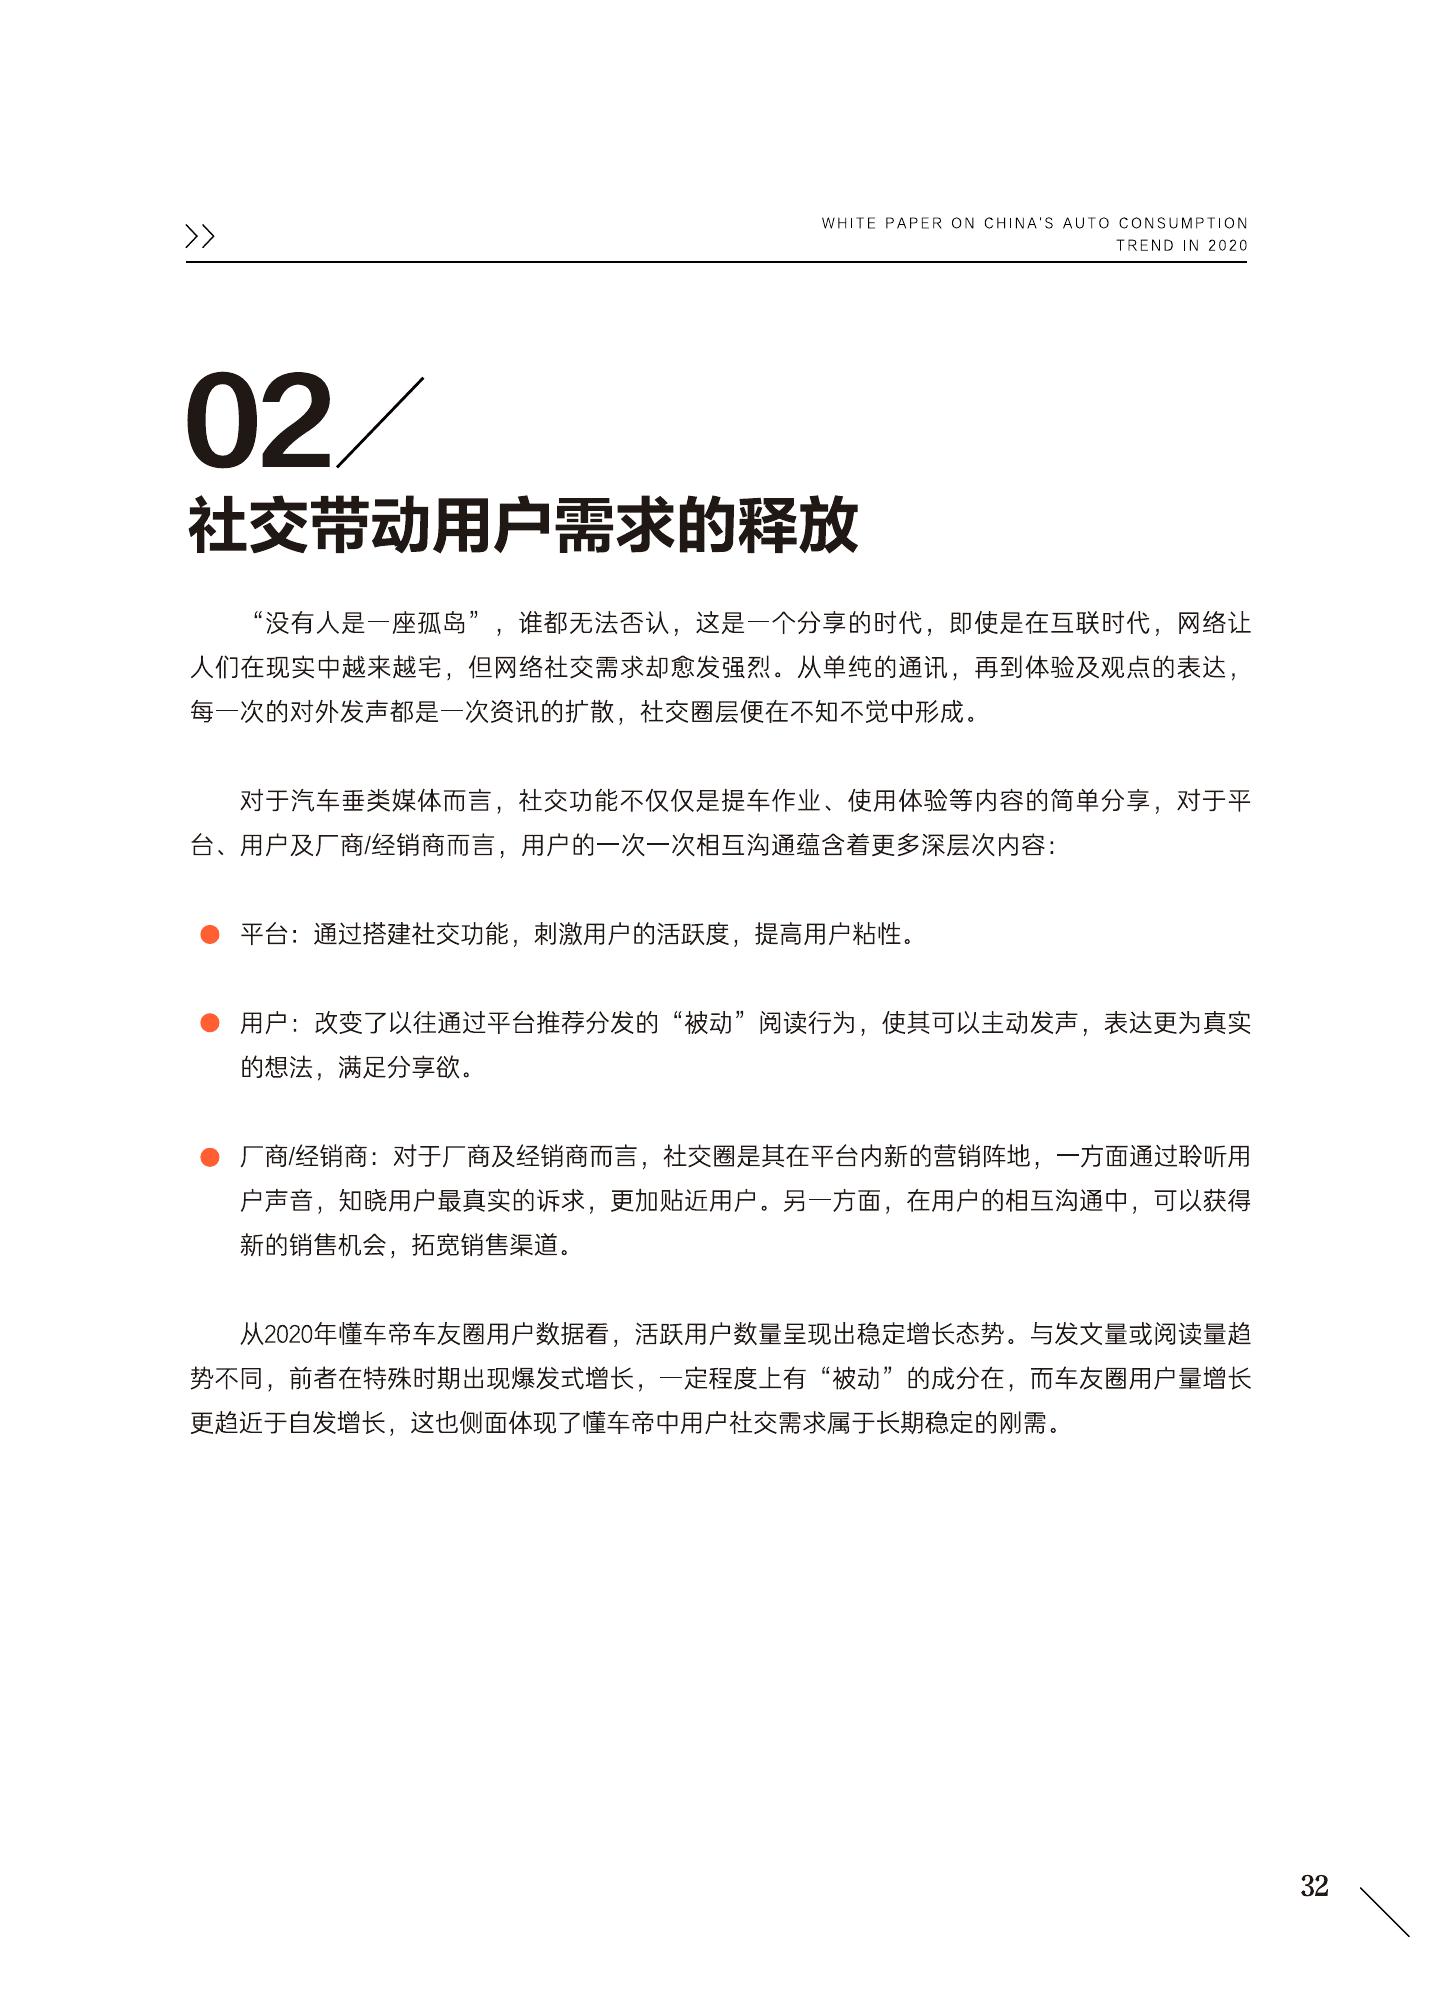 WHITE PAPER ON CHINA'S AUTO CONSUMPTION
TREND IN 2020
02
社交带动用户需求的释放
“没有人是一座孤岛”，谁都无法否认，这是一个分享的时代，即使是在互联时代，网络让
人们在现实中越来越宅，但网络社交需求却愈发强烈。从单纯的通讯，再到体验及观点的表达，
每一次的对外发声都是一次资讯的扩散，社交圈层便在不知不觉中形成。
对于汽车垂类媒体而言，社交功能不仅仅是提车作业、使用体验等内容的简单分享，对于平
台、用户及厂商/经销商而言，用户的一次一次相互沟通蕴含着更多深层次内容：
平台：通过搭建社交功能，刺激用户的活跃度，提高用户粘性。
用户：改变了以往通过平台推荐分发的“被动”阅读行为，使其可以主动发声，表达更为真实
的想法，满足分享欲。
厂商/经销商：对于厂商及经销商而言，社交圈是其在平台内新的营销阵地，一方面通过聆听用
户声音，知晓用户最真实的诉求，更加贴近用户。另一方面，在用户的相互沟通中，可以获得
新的销售机会，拓宽销售渠道。
从2020年懂车帝车友圈用户数据看，活跃用户数量呈现出稳定增长态势。与发文量或阅读量趋
势不同，前者在特殊时期出现爆发式增长，一定程度上有“被动”的成分在，而车友圈用户量增长
更趋近于自发增长，这也侧面体现了懂车帝中用户社交需求属于长期稳定的刚需。
32